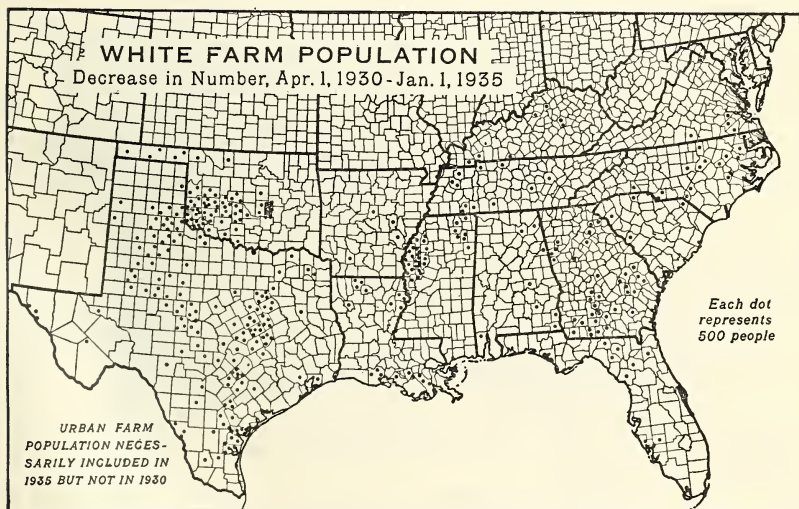 WHITE FARM POPULATION
Decrease in Number, Apr. 1, 1930 - Jan. 1, 1935
Each dot
represents
500 people
URBAN FARM
POPULATION NECES-
SARILY INCLUDED IN
1935 BUT NOT IN 1930